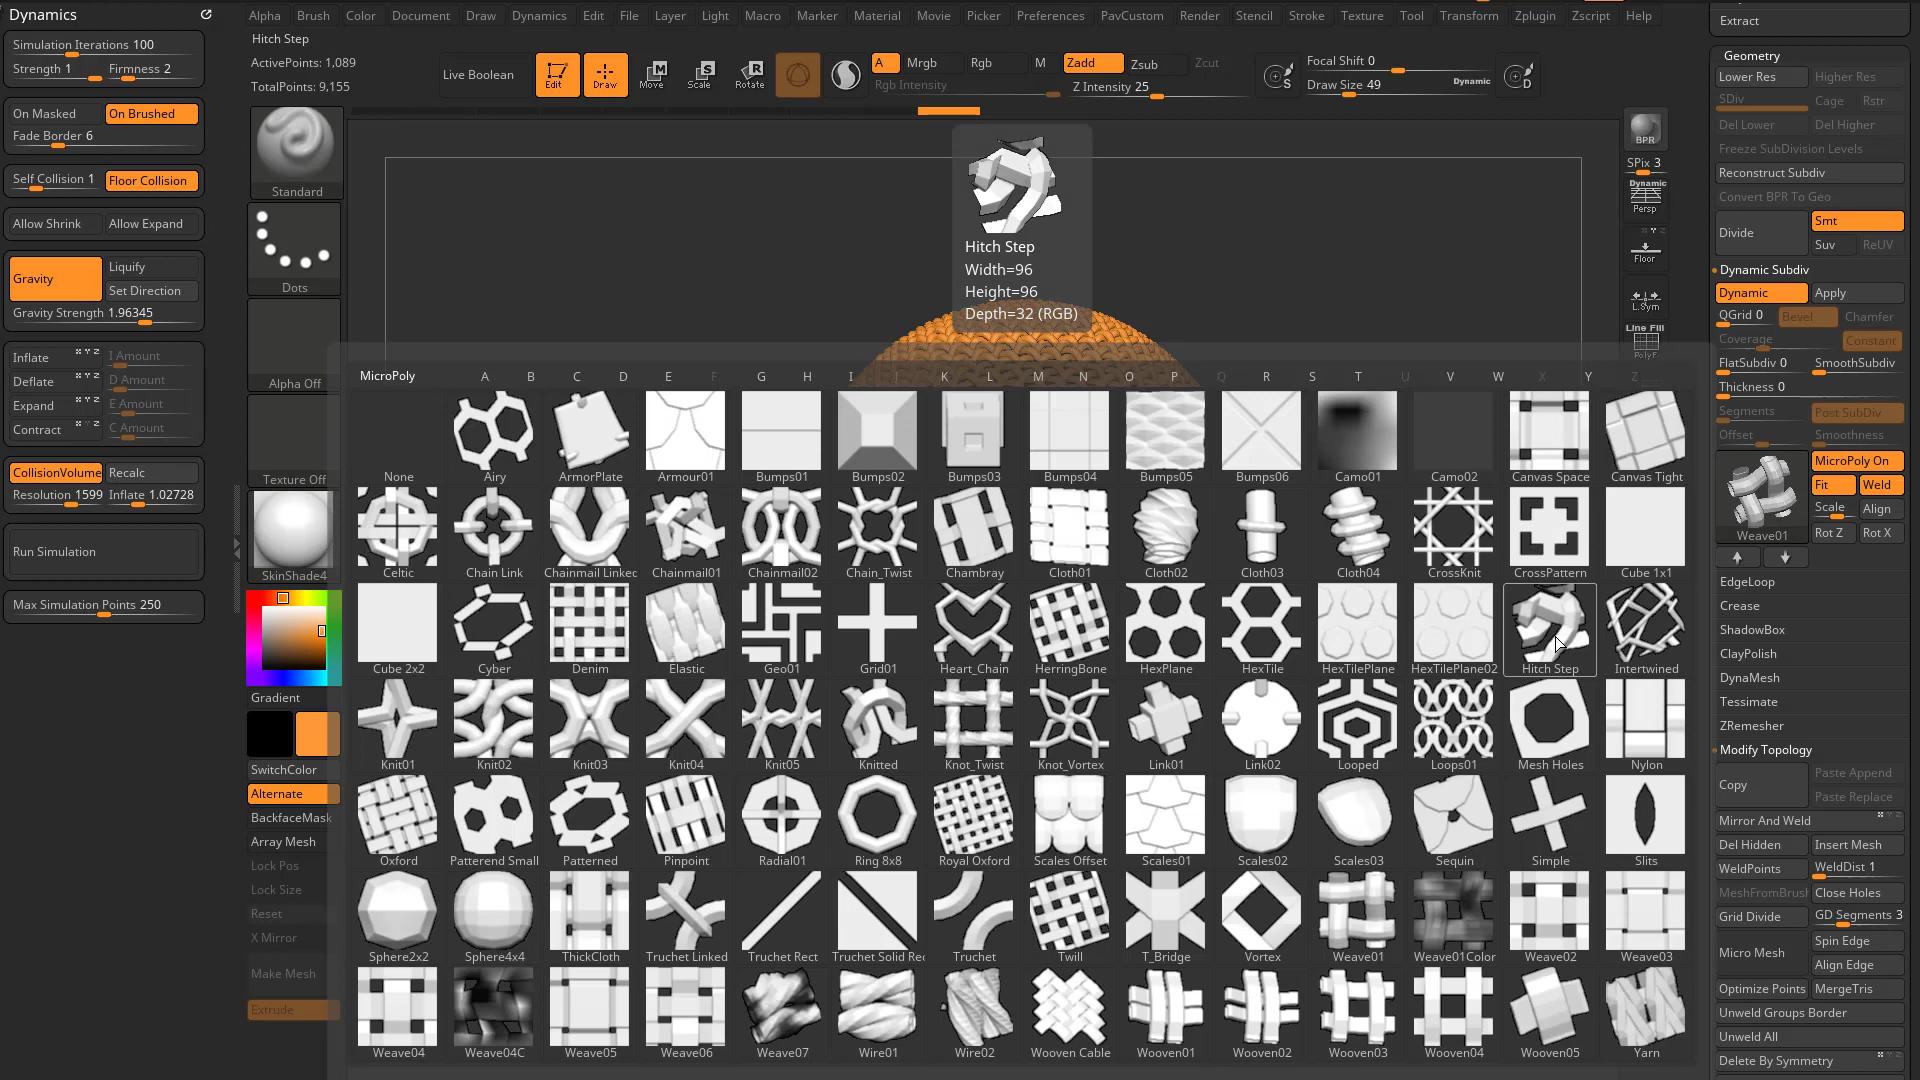 Dynamics
Alpha Brush Color Document Draw Dynamics Edit File Layer Light Macro Marker Material Movie Picker Preferences PavCustom Render Stencil Stroke Texture Tool Transform Zplugin Zscript Help
Hitch Step
ActivePoints: 1,089
TotalPoints: 9,155
Live Boolean
Edit Draw Move Scale Rotate
A Mrgb Rgb M Zadd Zsub Zcut
Rgb Intensity Z Intensity 25
S Focal Shift 0
Draw Size 49 Dynamic D
Simulation Iterations 100
Strength 1 Firmness 2
On Masked On Brushed
Fade Border 6
Self Collision 1 Floor Collision
Allow Shrink Allow Expand
Gravity Liquify
Set Direction
Gravity Strength 1.96345
Inflate I Amount
Deflate D Amount
Expand E Amount
Contract C Amount
CollisionVolume Recalc
Resolution 1599 Inflate 1.02728
Run Simulation
Max Simulation Points 250
Standard
Dots
Alpha Off
Texture Off
SkinShade4
Gradient
SwitchColor
Alternate
BackfaceMask
Array Mesh
Lock Pos
Lock Size
Reset
X Mirror
Make Mesh
Extrude
Hitch Step
Width=96
Height=96
Depth=32 (RGB)
MicroPoly A B C D E F G H I J K L M N O P Q R S T U V W X Y Z
None Airy ArmorPlate Armour01 Bumps01 Bumps02 Bumps03 Bumps04 Bumps05 Bumps06 Camo01 Camo02 Canvas Space Canvas Tight
Celtic Chain Link Chainmail Linked Chainmail01 Chainmail02 Chain_Twist Chambray Cloth01 Cloth02 Cloth03 Cloth04 CrossKnit CrossPattern Cube 1x1
Cube 2x2 Cyber Denim Elastic Geo01 Grid01 Heart_Chain HerringBone HexPlane HexTile HexTilePlane HexTilePlane02 Hitch Step Intertwined
Knit01 Knit02 Knit03 Knit04 Knit05 Knitted Knot_Twist Knot_Vortex Link01 Link02 Looped Loops01 Mesh Holes Nylon
Oxford Patterend Small Patterned Pinpoint Radial01 Ring 8x8 Royal Oxford Scales Offset Scales01 Scales02 Scales03 Sequin Simple Slits
Sphere2x2 Sphere4x4 ThickCloth Truchet Linked Truchet Rect Truchet Solid Rec Truchet Twill T_Bridge Vortex Weave01 Weave01Color Weave02 Weave03
Weave04 Weave04C Weave05 Weave06 Weave07 Wire01 Wire02 Wooven Cable Wooven01 Wooven02 Wooven03 Wooven04 Wooven05 Yarn
BPR
SPix 3
Dynamic
Persp
Floor
L.Sym
Line Fill
PolyF
Extract
Geometry
Lower Res Higher Res
SDiv Cage Rstr
Del Lower Del Higher
Freeze SubDivision Levels
Reconstruct Subdiv
Convert BPR To Geo
Divide Smt
Suv ReUV
Dynamic Subdiv
Dynamic Apply
QGrid 0 Bevel Chamfer
Coverage Constant
FlatSubdiv 0 SmoothSubdiv
Thickness 0
Segments Post SubDiv
Offset Smoothness
MicroPoly On
Fit Weld
Scale Align
Weave01 Rot Z Rot X
EdgeLoop
Crease
ShadowBox
ClayPolish
DynaMesh
Tessimate
ZRemesher
Modify Topology
Copy Paste Append
Paste Replace
Mirror And Weld
Del Hidden Insert Mesh
WeldPoints WeldDist 1
MeshFromBrush Close Holes
Grid Divide GD Segments 3
Micro Mesh Spin Edge
Align Edge
Optimize Points MergeTris
Unweld Groups Border
Unweld All
Delete By Symmetry